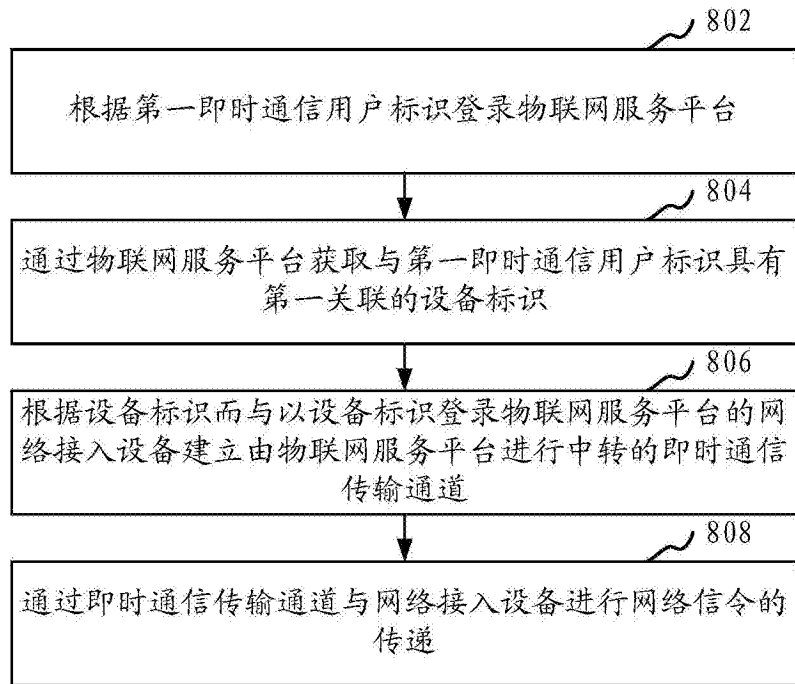 802
根据第一即时通信用户标识登录物联网服务平台
804
通过物联网服务平台获取与第一即时通信用户标识具有
第一关联的设备标识
806
根据设备标识而与以设备标识登录物联网服务平台的网
络接入设备建立由物联网服务平台进行中转的即时通信
传输通道
808
通过即时通信传输通道与网络接入设备进行网络信令的
传递